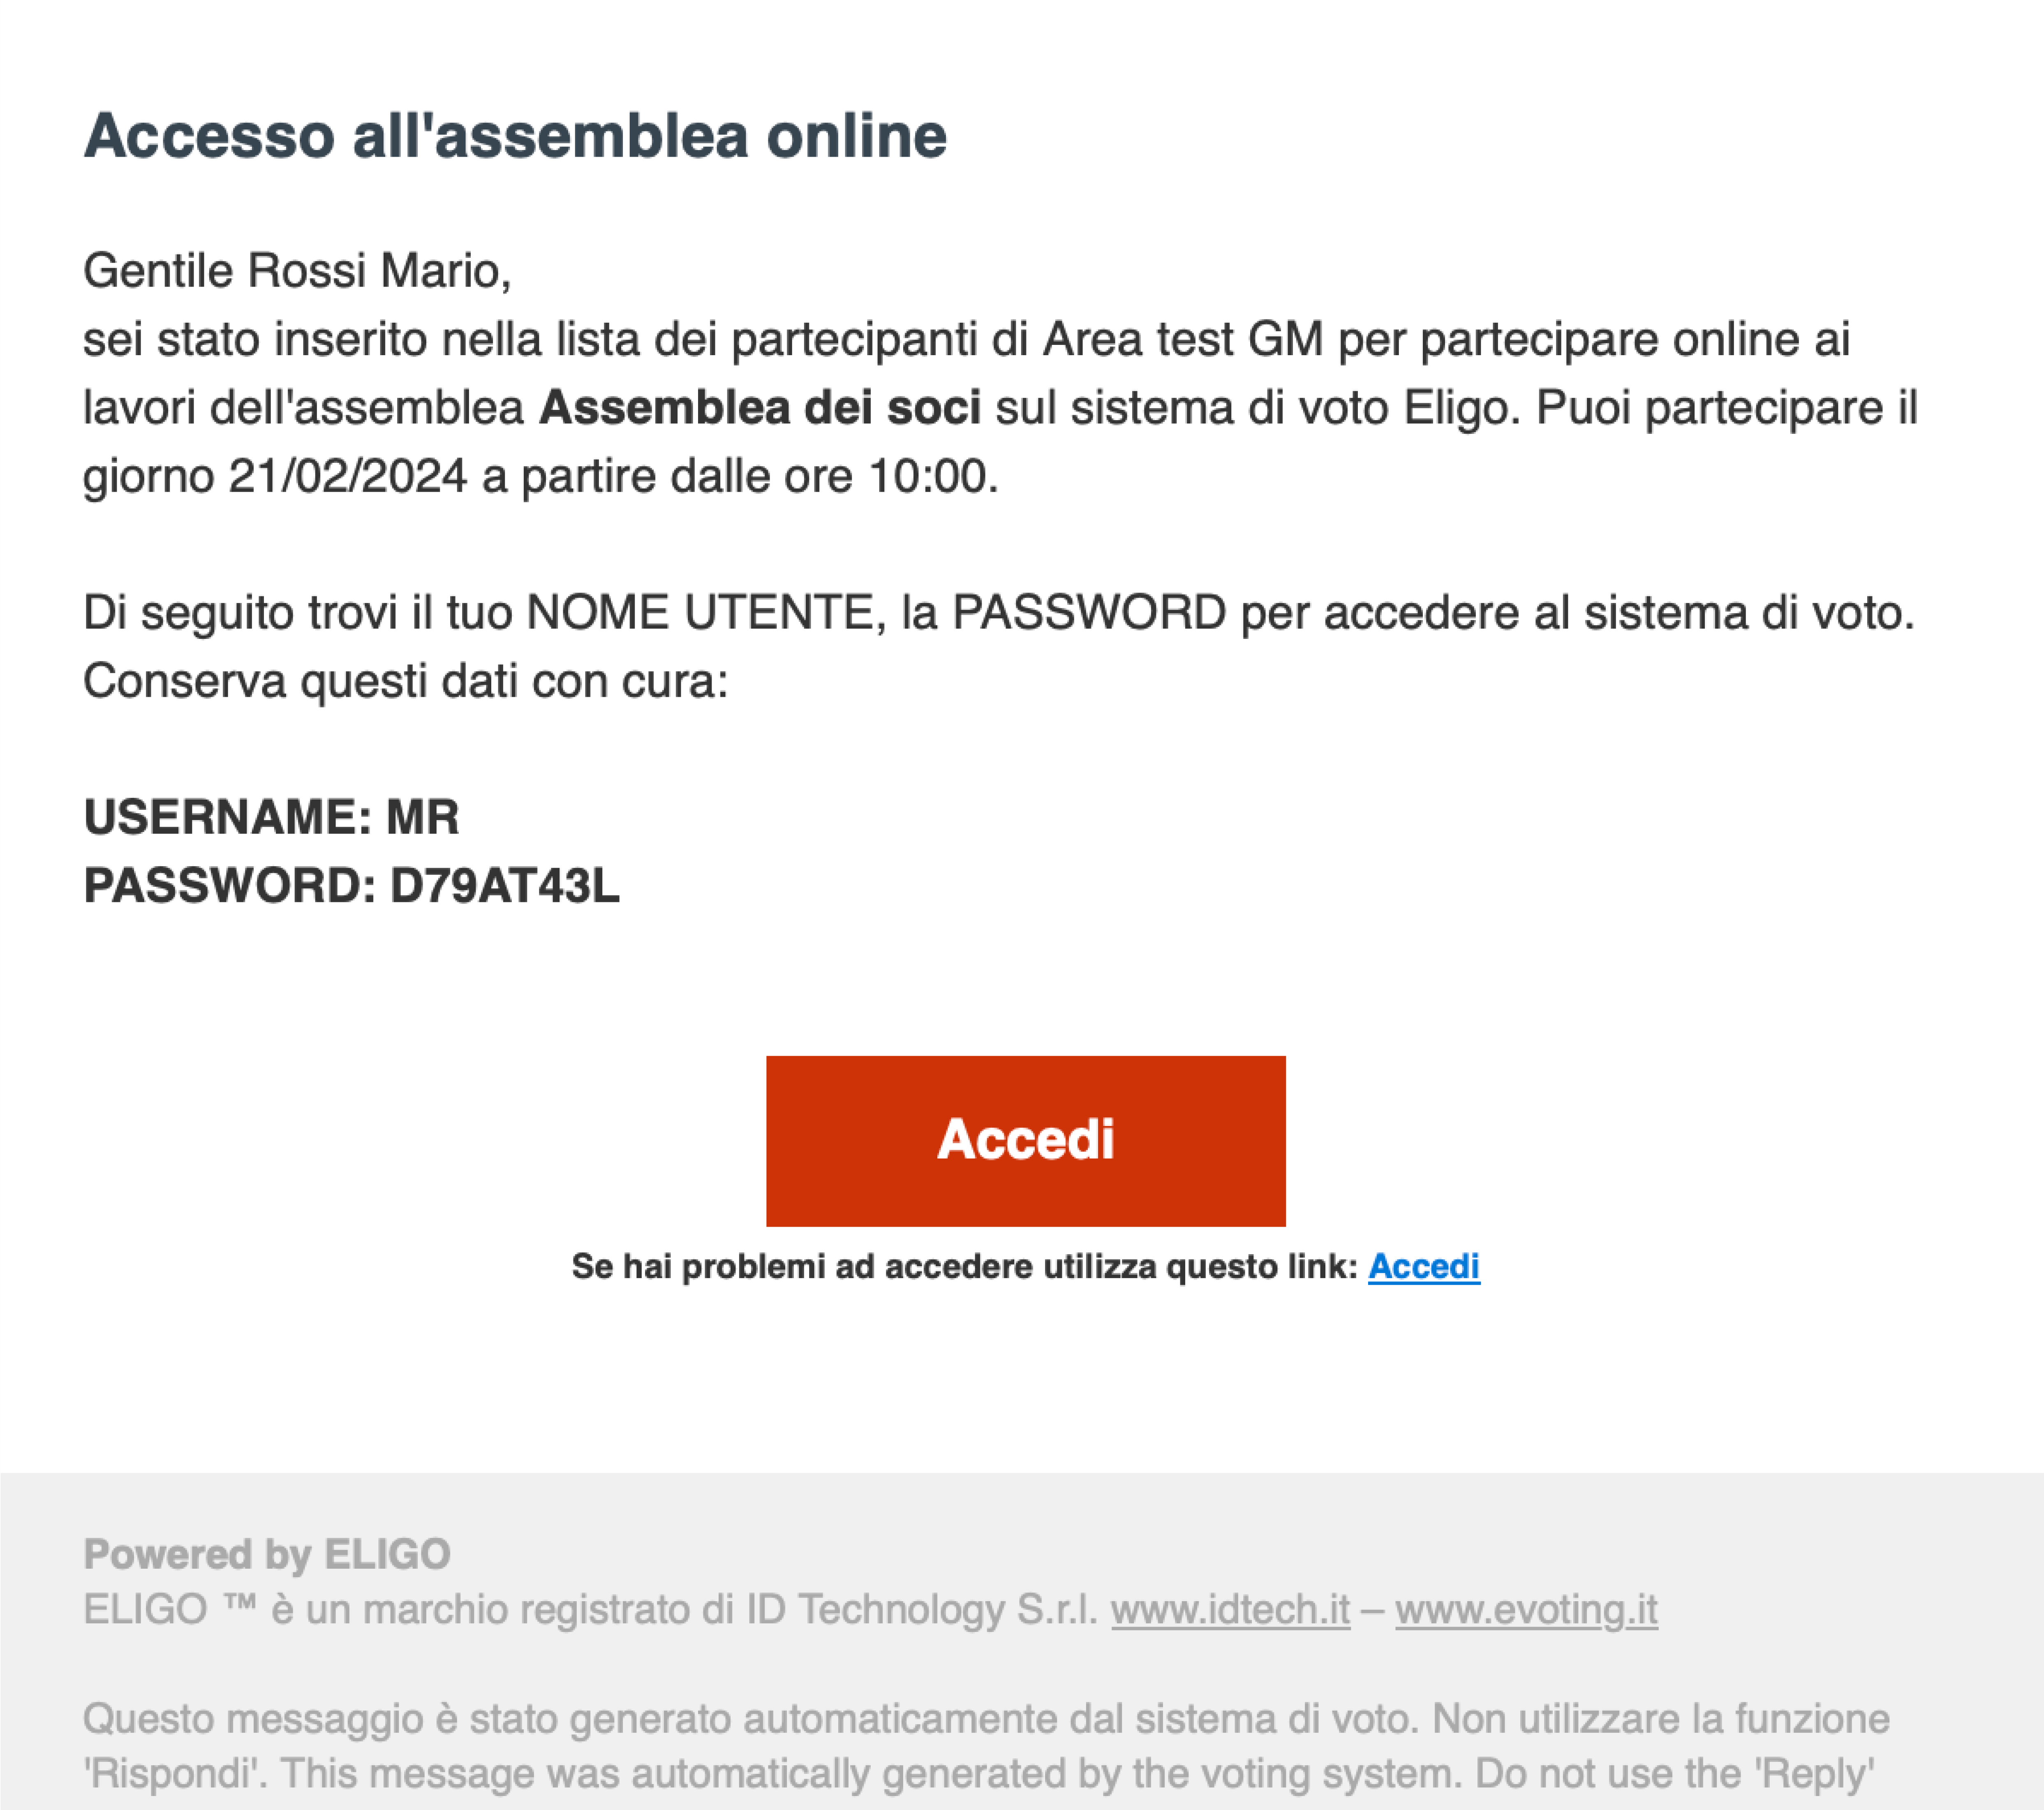 Accesso all'assemblea online
Gentile Rossi Mario,
sei stato inserito nella lista dei partecipanti di Area test GM per partecipare online ai
lavori dell'assemblea Assemblea dei soci sul sistema di voto Eligo. Puoi partecipare il
giorno 21/02/2024 a partire dalle ore 10:00.
Di seguito trovi il tuo NOME UTENTE, la PASSWORD per accedere al sistema di voto.
Conserva questi dati con cura:
USERNAME: MR
PASSWORD: D79AT43L
Accedi
Se hai problemi ad accedere utilizza questo link: Accedi
Powered by ELIGO
ELIGO ™ è un marchio registrato di ID Technology S.r.l. www.idtech.it – www.evoting.it
Questo messaggio è stato generato automaticamente dal sistema di voto. Non utilizzare la funzione
'Rispondi'. This message was automatically generated by the voting system. Do not use the 'Reply'